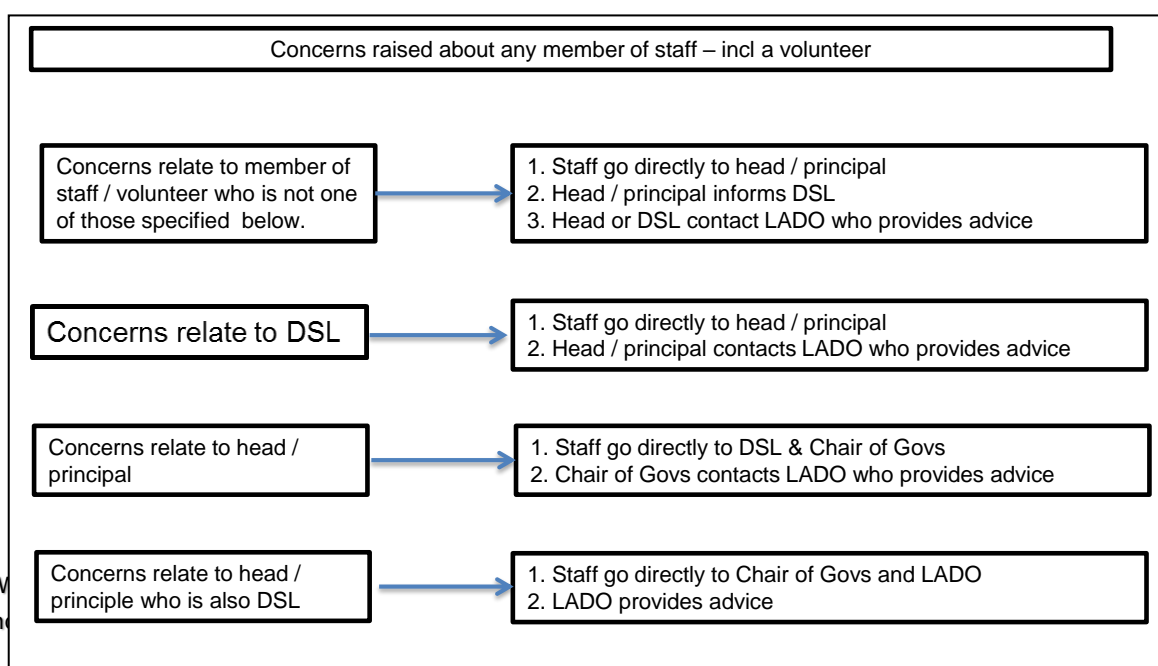 Concerns raised about any member of staff – incl a volunteer
Concerns relate to member of
staff / volunteer who is not one
of those specified below.
1. Staff go directly to head / principal
2. Head / principal informs DSL
3. Head or DSL contact LADO who provides advice
Concerns relate to DSL
1. Staff go directly to head / principal
2. Head / principal contacts LADO who provides advice
Concerns relate to head /
principal
1. Staff go directly to DSL & Chair of Govs
2. Chair of Govs contacts LADO who provides advice
Concerns relate to head /
principle who is also DSL
1. Staff go directly to Chair of Govs and LADO
2. LADO provides advice